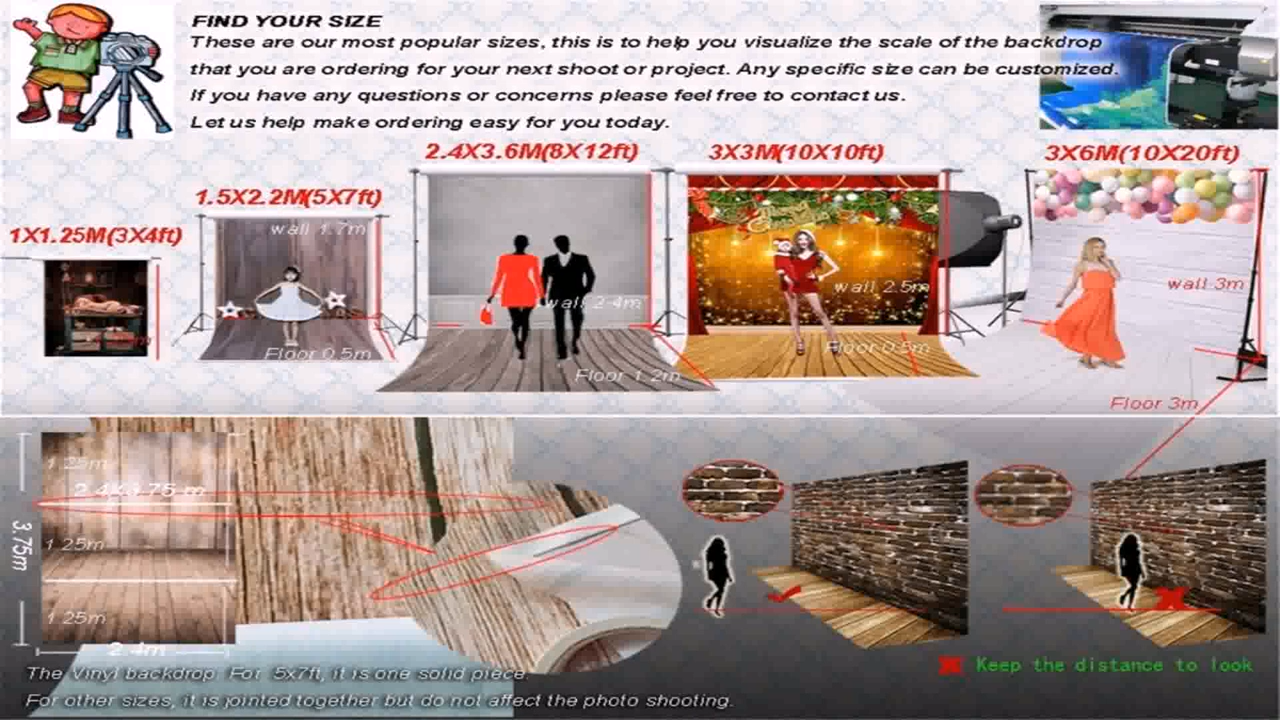 FIND YOUR SIZE
These are our most popular sizes, this is to help you visualize the scale of the backdrop
that you are ordering for your next shoot or project. Any specific size can be customized.
If you have any questions or concerns please feel free to contact us.
Let us help make ordering easy for you today.
2.4X3.6M(8X12ft)
3X3M(10X10ft)
3X6M(10X20ft)
1.5X2.2M(5X7ft)
1X1.25M(3X4ft)
wall 1.7m
wall 2.4m
wall 2.5m
wall 3m
Floor 0.5m
Floor 0.5m
Floor 1.2m
Floor 3m
1.25m
2.4X3.75 m
3.75m
1.25m
1.25m
2.4m
The Vinyl backdrop For 5x7ft, it is one solid piece.
For other sizes, it is jointed together but do not affect the photo shooting.
Keep the distance to look